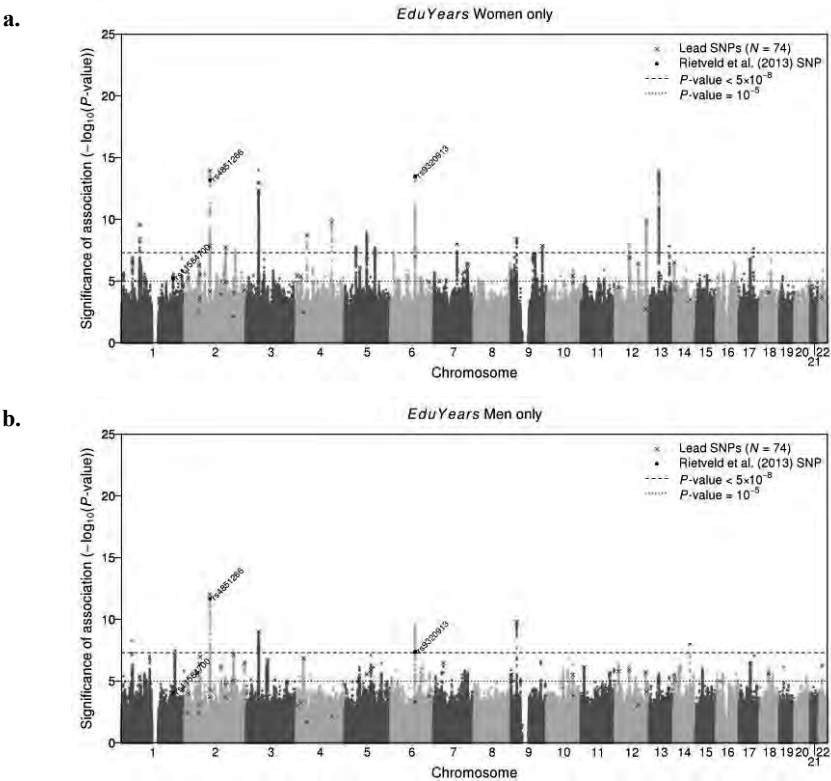 a.
EduYears Women only
Significance of association (−log10(P-value))
25
20
15
10
5
0
× Lead SNPs (N = 74)
• Rietveld et al. (2013) SNP
P-value < 5×10−8
P-value = 10−5
rs4851266
rs9320913
rs11584700
1 2 3 4 5 6 7 8 9 10 11 12 13 14 15 16 17 18 19 20 22
21
Chromosome
b.
EduYears Men only
Significance of association (−log10(P-value))
25
20
15
10
5
0
× Lead SNPs (N = 74)
• Rietveld et al. (2013) SNP
P-value < 5×10−8
P-value = 10−5
rs4851266
rs9320913
rs11584700
1 2 3 4 5 6 7 8 9 10 11 12 13 14 15 16 17 18 19 20 22
21
Chromosome